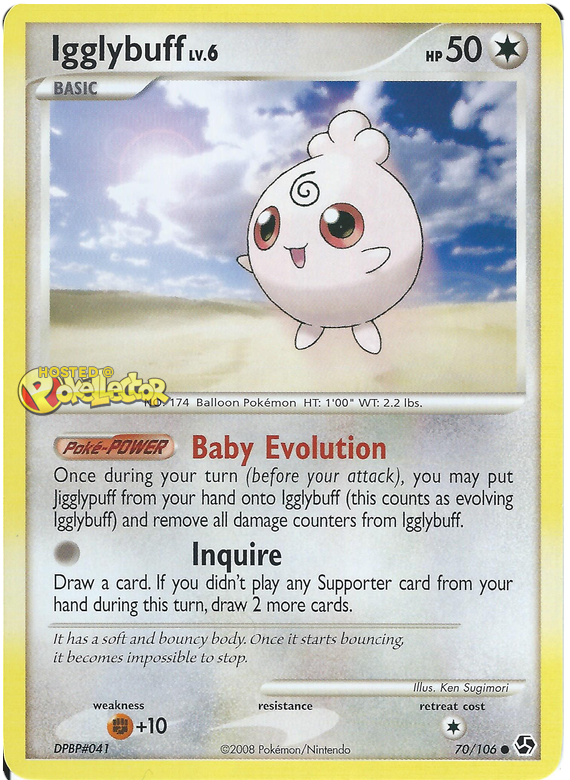 Igglybuff LV.6 HP 50
BASIC
HOSTED @
Pokellector
NO. 174 Balloon Pokémon HT: 1'00" WT: 2.2 lbs.
Poké-POWER Baby Evolution
Once during your turn (before your attack), you may put
Jigglypuff from your hand onto Igglybuff (this counts as evolving
Igglybuff) and remove all damage counters from Igglybuff.
Inquire
Draw a card. If you didn't play any Supporter card from your
hand during this turn, draw 2 more cards.
It has a soft and bouncy body. Once it starts bouncing,
it becomes impossible to stop.
Illus. Ken Sugimori
weakness resistance retreat cost
+10
DPBP#041 ©2008 Pokémon/Nintendo 70/106